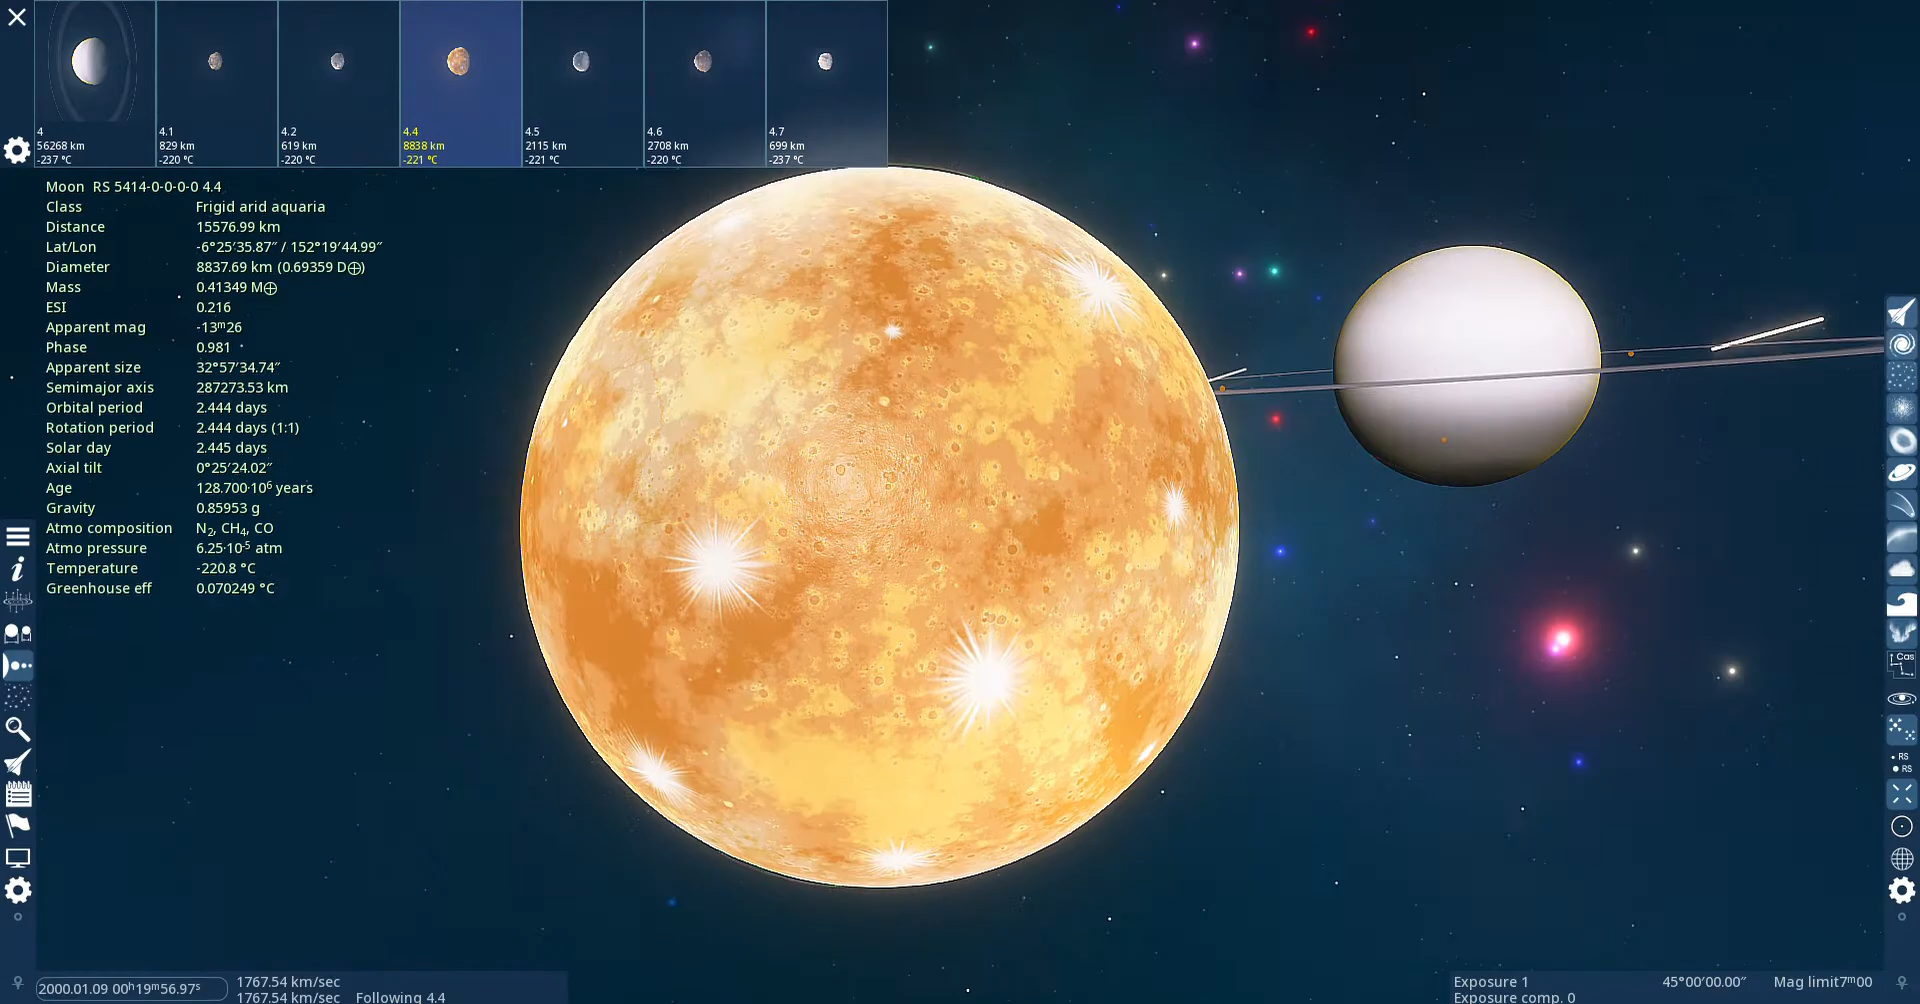 4
56268 km
-237 °C
4.1
829 km
-220 °C
4.2
619 km
-220 °C
4.4
8838 km
-221 °C
4.5
2115 km
-221 °C
4.6
2708 km
-220 °C
4.7
699 km
-237 °C
Moon RS 5414-0-0-0-0 4.4
Class Frigid arid aquaria
Distance 15576.99 km
Lat/Lon -6°25′35.87″ / 152°19′44.99″
Diameter 8837.69 km (0.69359 D⊕)
Mass 0.41349 M⊕
ESI 0.216
Apparent mag -13ᵐ26
Phase 0.981
Apparent size 32°57′34.74″
Semimajor axis 287273.53 km
Orbital period 2.444 days
Rotation period 2.444 days (1:1)
Solar day 2.445 days
Axial tilt 0°25′24.02″
Age 128.700·10⁶ years
Gravity 0.85953 g
Atmo composition N₂, CH₄, CO
Atmo pressure 6.25·10⁻⁵ atm
Temperature -220.8 °C
Greenhouse eff 0.070249 °C
Cas
RS
RS
2000.01.09 00ʰ19ᵐ56.97ˢ
1767.54 km/sec
1767.54 km/sec Following 4.4
Exposure 1 45°00′00.00″ Mag limit7ᵐ00
Exposure comp. 0